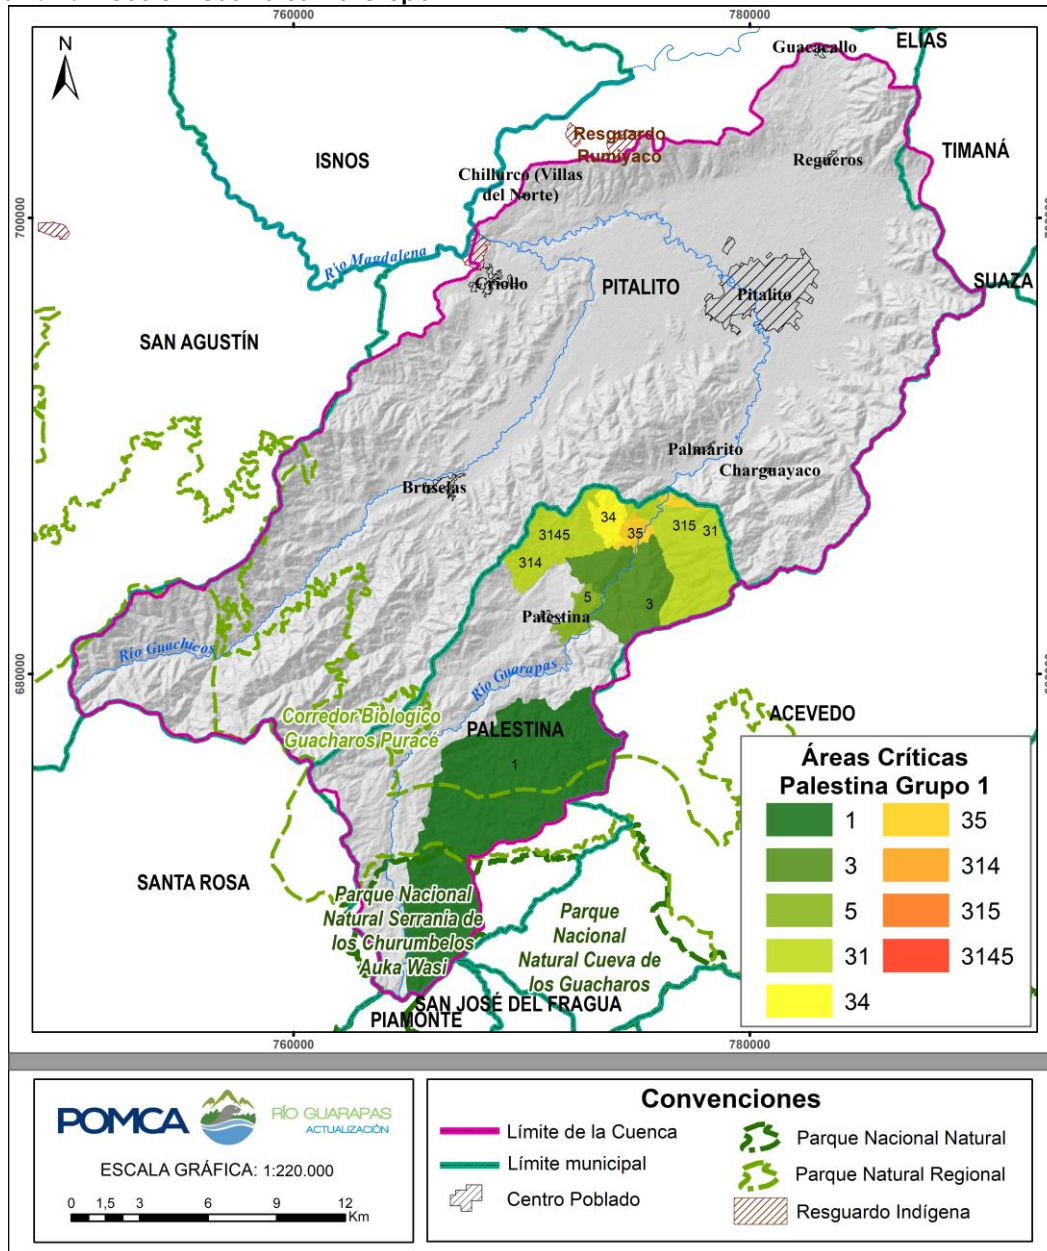 760000
780000
N
ELÍAS
Guacacallo
Resguardo
Rumiyaco
ISNOS
TIMANÁ
Regueros
Chillurco (Villas
del Norte)
700000
Río Magdalena
SUAZA
Criollo
PITALITO
Pitalito
SAN AGUSTÍN
Palmarito
Charguayaco
Bruselas
34
3145
35
315
31
314
5
3
Palestina
Río Guachicos
Río Guarapas
680000
Corredor Biologico
Guacharos Puracé
PALESTINA
ACEVEDO
1
Áreas Críticas
Palestina Grupo 1
1
35
3
314
5
315
31
3145
34
SANTA ROSA
Parque Nacional
Natural Serrania de
los Churumbelos
Auka Wasi
Parque
Nacional
Natural Cueva de
los Guacharos
SAN JOSÉ DEL FRAGUA
PIAMONTE
760000
780000
POMCA
RÍO GUARAPAS
ACTUALIZACIÓN
ESCALA GRÁFICA: 1:220.000
0 1,5 3 6 9 12
Km
Convenciones
Límite de la Cuenca
Parque Nacional Natural
Límite municipal
Parque Natural Regional
Centro Poblado
Resguardo Indígena